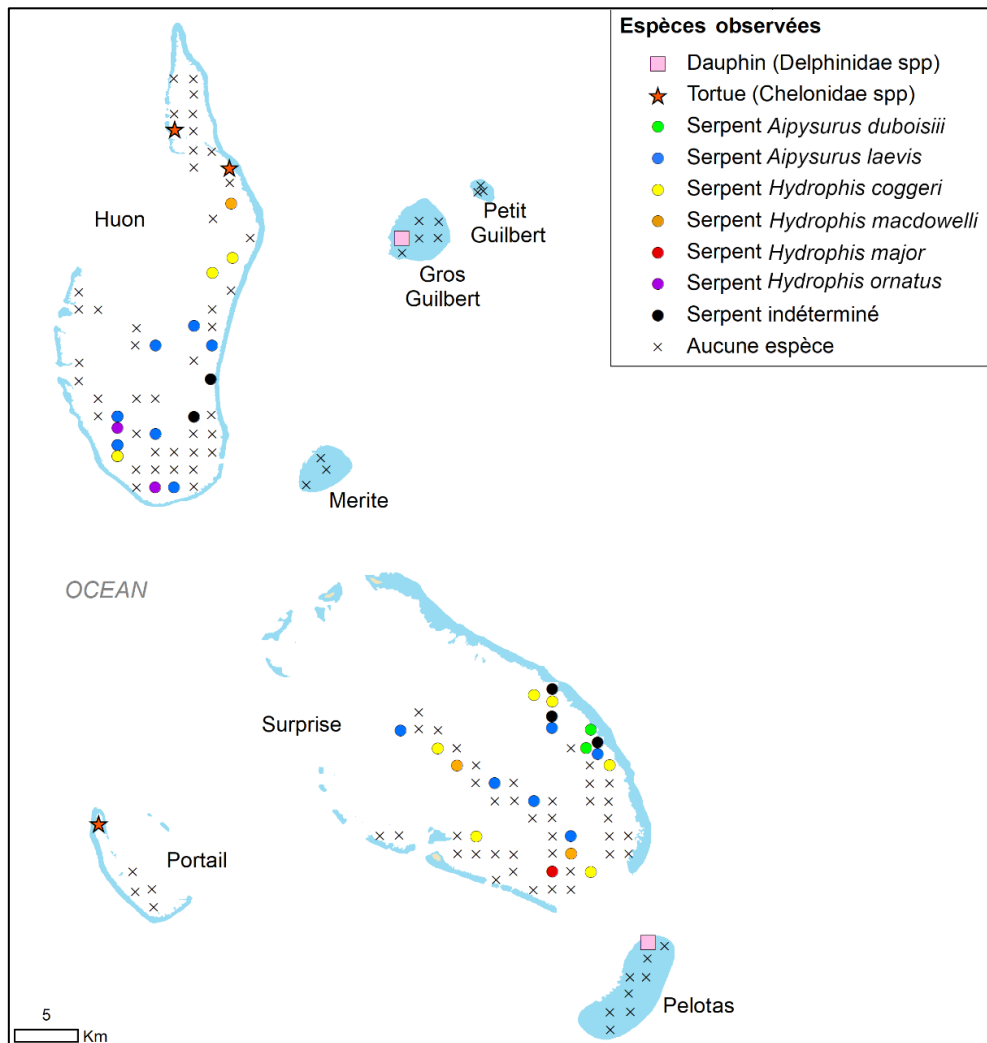 Espèces observées
Dauphin (Delphinidae spp)
Tortue (Chelonidae spp)
Serpent Aipysurus duboisiii
Serpent Aipysurus laevis
Serpent Hydrophis coggeri
Serpent Hydrophis macdowelli
Serpent Hydrophis major
Serpent Hydrophis ornatus
Serpent indéterminé
Aucune espèce
Huon
Petit
Guilbert
Gros
Guilbert
Merite
OCEAN
Surprise
Portail
Pelotas
5
Km